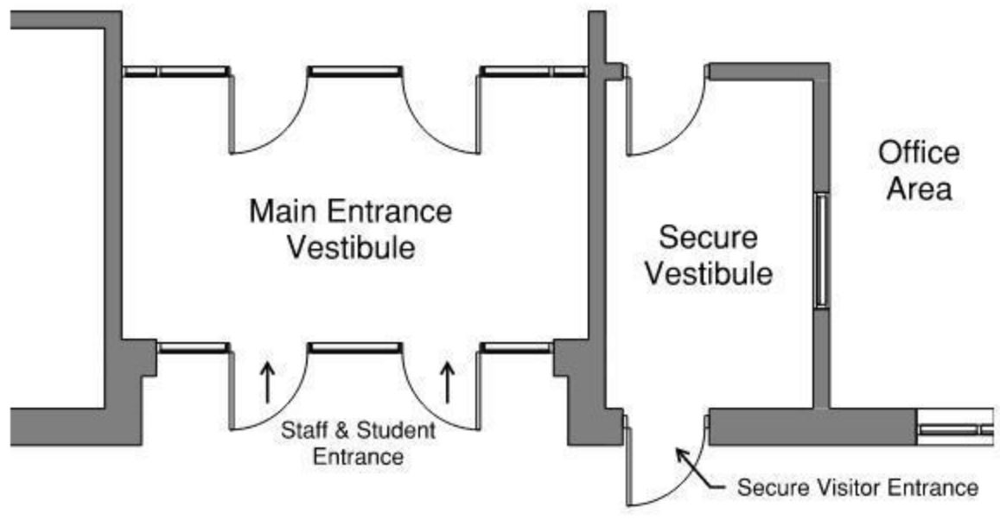 Office
Area
Main Entrance
Vestibule
Secure
Vestibule
Staff & Student
Entrance
Secure Visitor Entrance